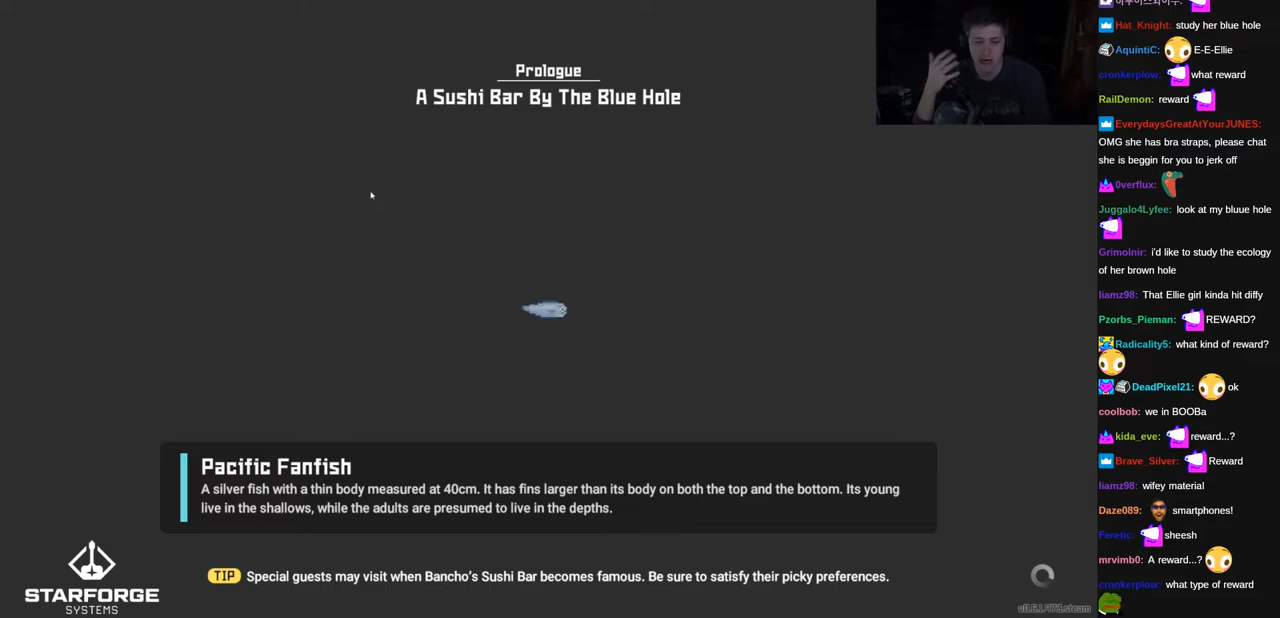 Prologue
A Sushi Bar By The Blue Hole
Pacific Fanfish
A silver fish with a thin body measured at 40cm. It has fins larger than its body on both the top and the bottom. Its young
live in the shallows, while the adults are presumed to live in the depths.
TIP Special guests may visit when Bancho's Sushi Bar becomes famous. Be sure to satisfy their picky preferences.
STARFORGE
SYSTEMS
Hat_Knight: study her blue hole
AquintiC: E-E-Ellie
cronkerplow: what reward
RailDemon: reward
EverydaysGreatAtYourJUNES:
OMG she has bra straps, please chat
she is beggin for you to jerk off
0verflux:
Juggalo4Lyfee: look at my bluue hole
Grimolnir: i'd like to study the ecology
of her brown hole
liamz98: That Ellie girl kinda hit diffy
Pzorbs_Pieman: REWARD?
Radicality5: what kind of reward?
DeadPixel21: ok
coolbob: we in BOOBa
kida_eve: reward...?
Brave_Silver: Reward
liamz98: wifey material
Daze089: smartphones!
Feretic: sheesh
mrvimb0: A reward...?
cronkerplow: what type of reward